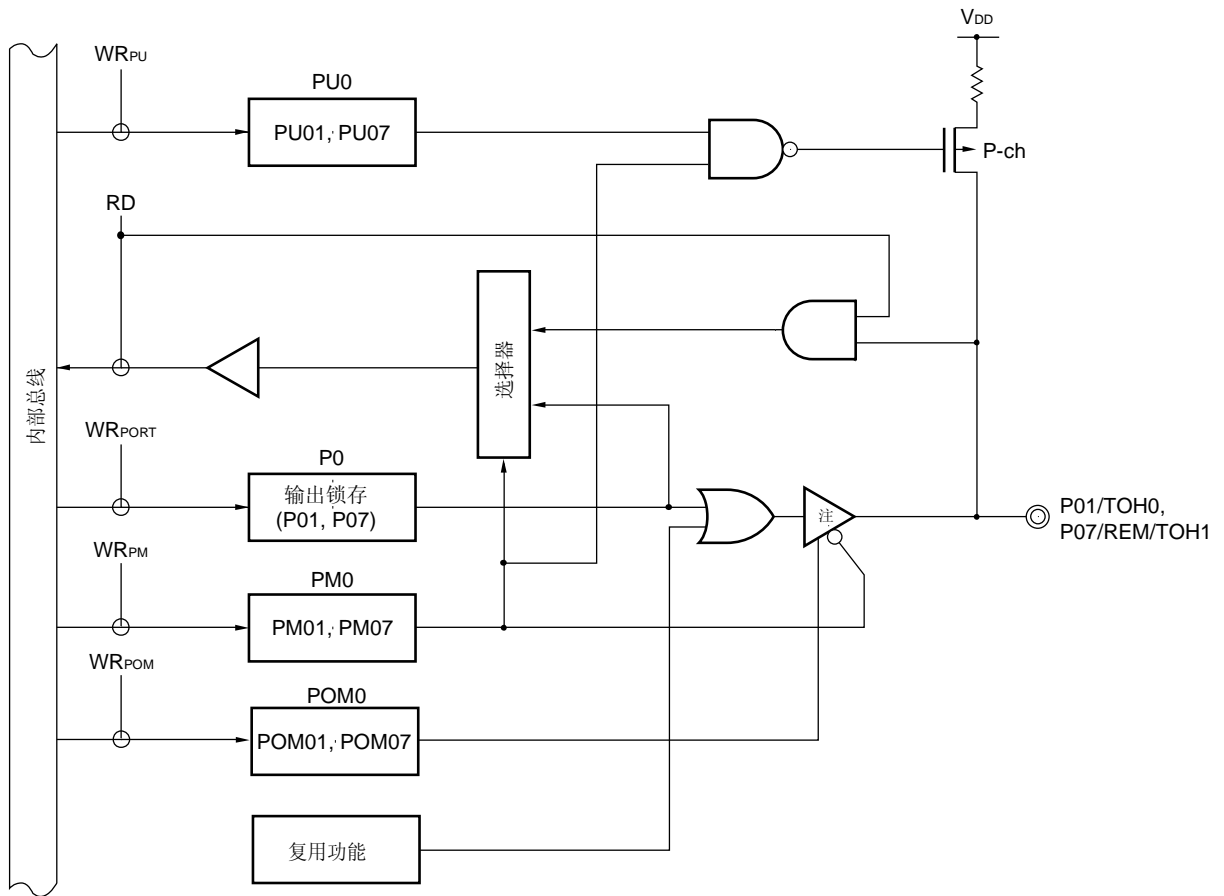 VDD
WRPU
PU0
PU01, PU07
P-ch
RD
选择器
内部总线
WRPORT
P0
输出锁存
(P01, P07)
注
P01/TOH0,
P07/REM/TOH1
WRPM
PM0
PM01, PM07
WRPOM
POM0
POM01, POM07
复用功能